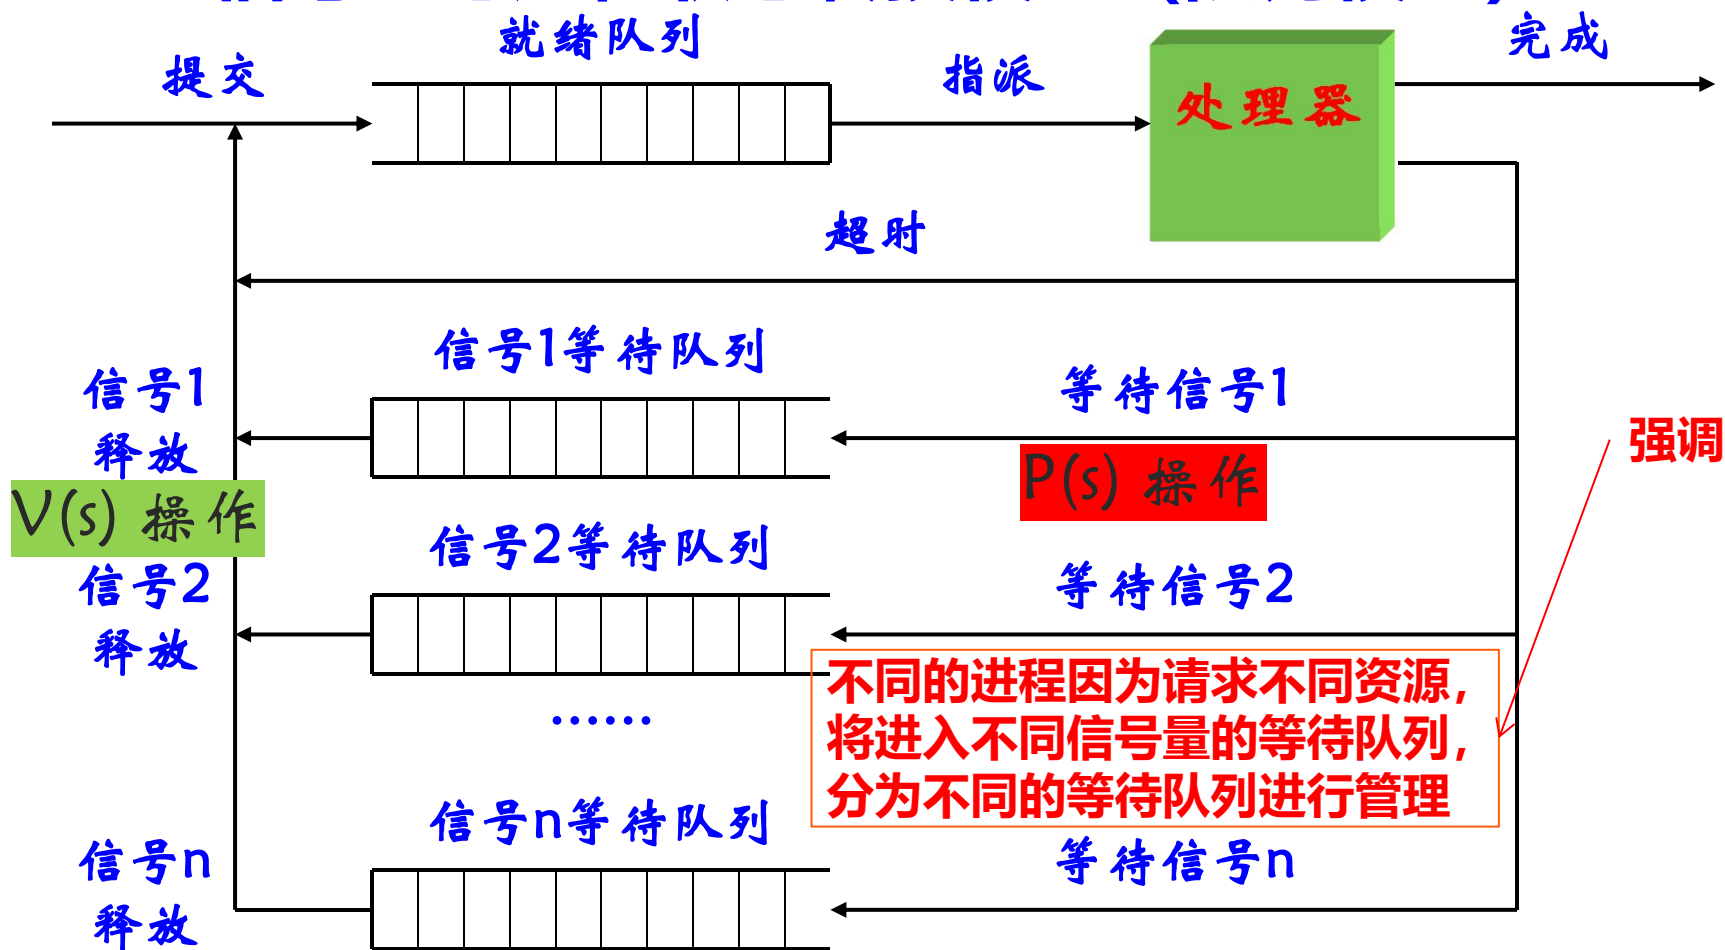 就绪队列
完成
提交
指派
处理器
超时
信号1等待队列
信号1
释放
等待信号1
强调
P(s) 操作
V(s) 操作
信号2等待队列
信号2
释放
等待信号2
不同的进程因为请求不同资源，
将进入不同信号量的等待队列，
分为不同的等待队列进行管理
……
信号n等待队列
信号n
释放
等待信号n